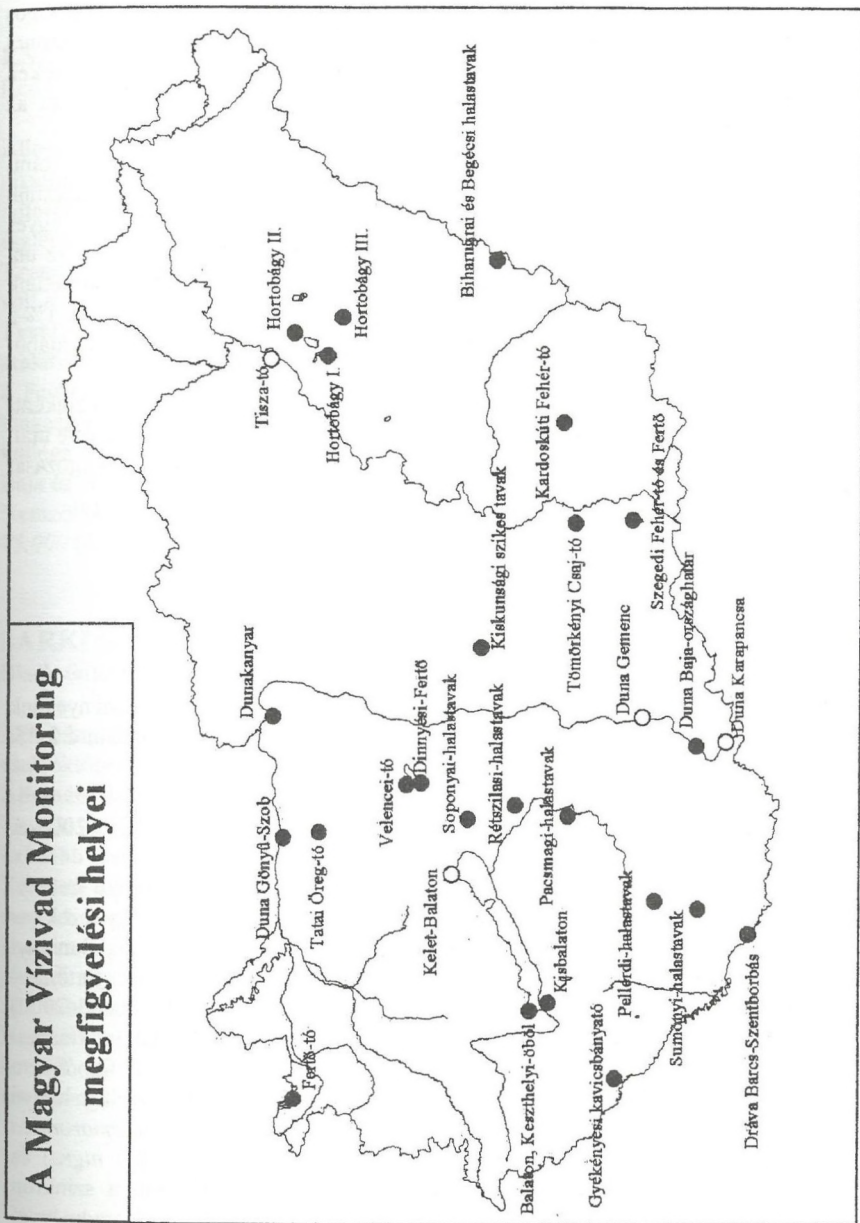 A Magyar Vízivad Monitoring
megfigyelési helyei
Fertő-tó
Duna Gönyű-Szob
Tatai Öreg-tó
Dunakanyar
Velencei-tó
Dinnyési-Fertő
Soponyai-halastavak
Rétszilasi-halastavak
Pacsmagi-halastavak
Kelet-Balaton
Balaton, Keszthelyi-öböl
Kisbalaton
Gyékényesi kavicsbányató
Pellérdi-halastavak
Sumonyi-halastavak
Dráva Barcs-Szentborbás
Kiskunsági szikes tavak
Tömörkényi Csaj-tó
Duna Gemenc
Duna Baja-országhatár
Duna Karapancsa
Szegedi Fehér-tó és Fertő
Kardoskúti Fehér-tó
Tisza-tó
Hortobágy I.
Hortobágy II.
Hortobágy III.
Biharugrai és Begécsi halastavak